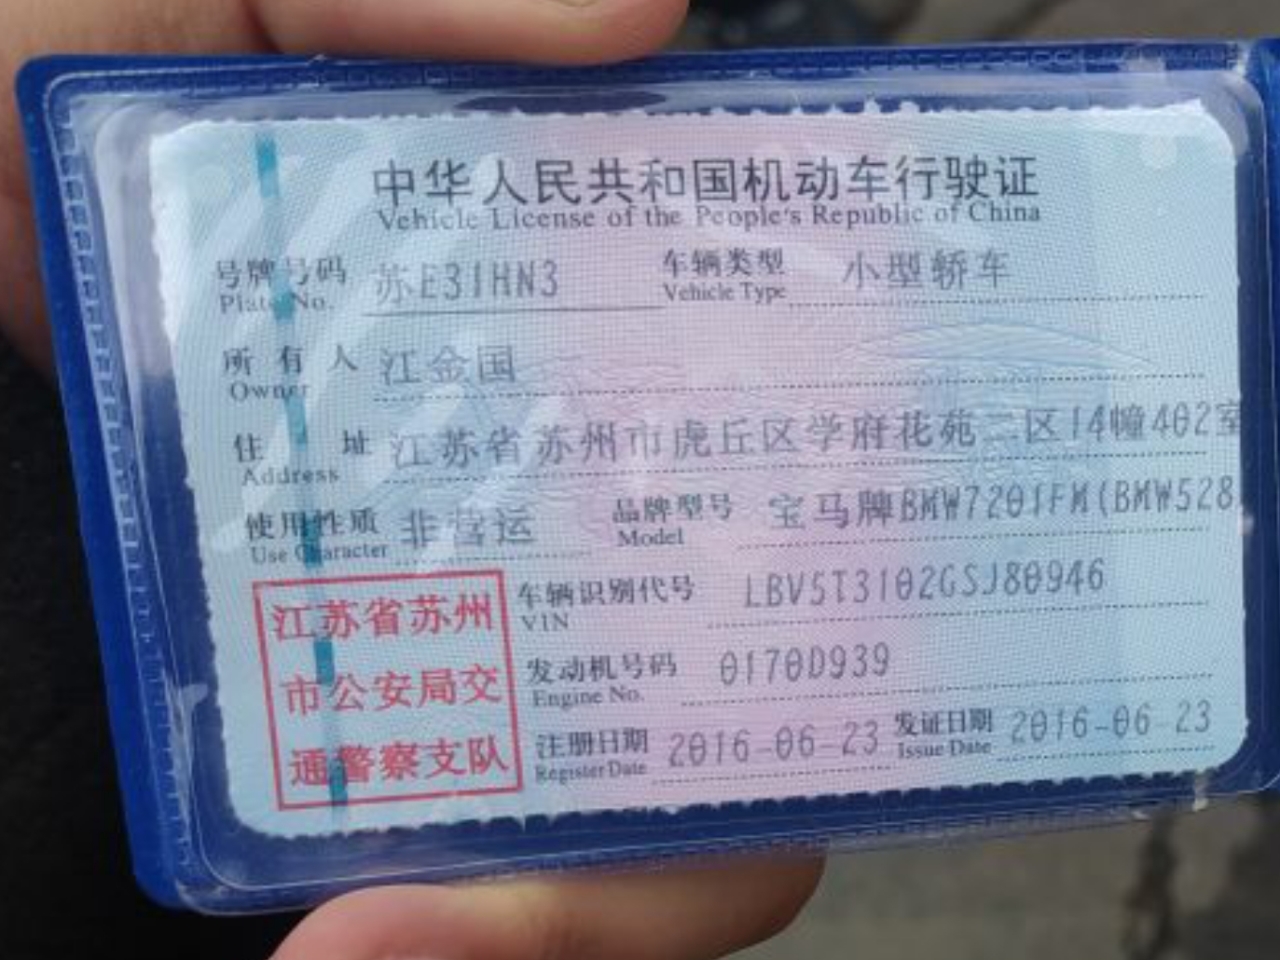 中华人民共和国机动车行驶证
Vehicle License of the People's Republic of China
号牌号码 苏E31HN3 车辆类型 小型轿车
Plate No. Vehicle Type
所有人 江金国
Owner
住址 江苏省苏州市虎丘区学府花苑二区14幢402室
Address
使用性质 非营运 品牌型号 宝马牌BMW7201FM(BMW528
Use Character Model
江苏省苏州
市公安局交
通警察支队
车辆识别代号 LBV5T3102GSJ80946
VIN
发动机号码 0170D939
Engine No.
注册日期 2016-06-23 发证日期 2016-06-23
Register Date Issue Date